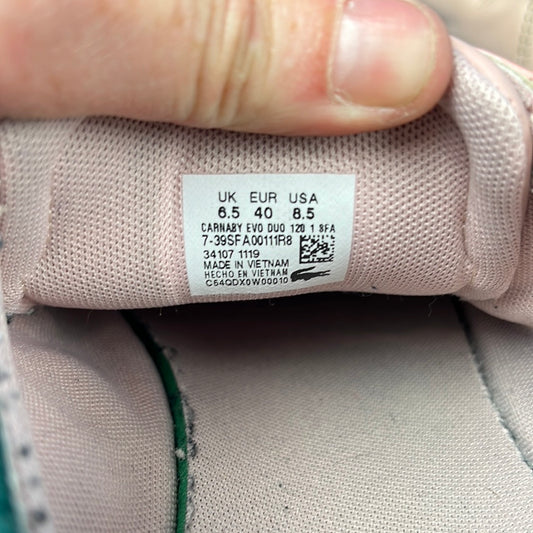 UK EUR USA
6.5 40 8.5
CARNABY EVO DUO 120 1 SFA
7-39SFA00111R8
34107 1119
MADE IN VIETNAM
HECHO EN VIETNAM
C64QDX0W00010